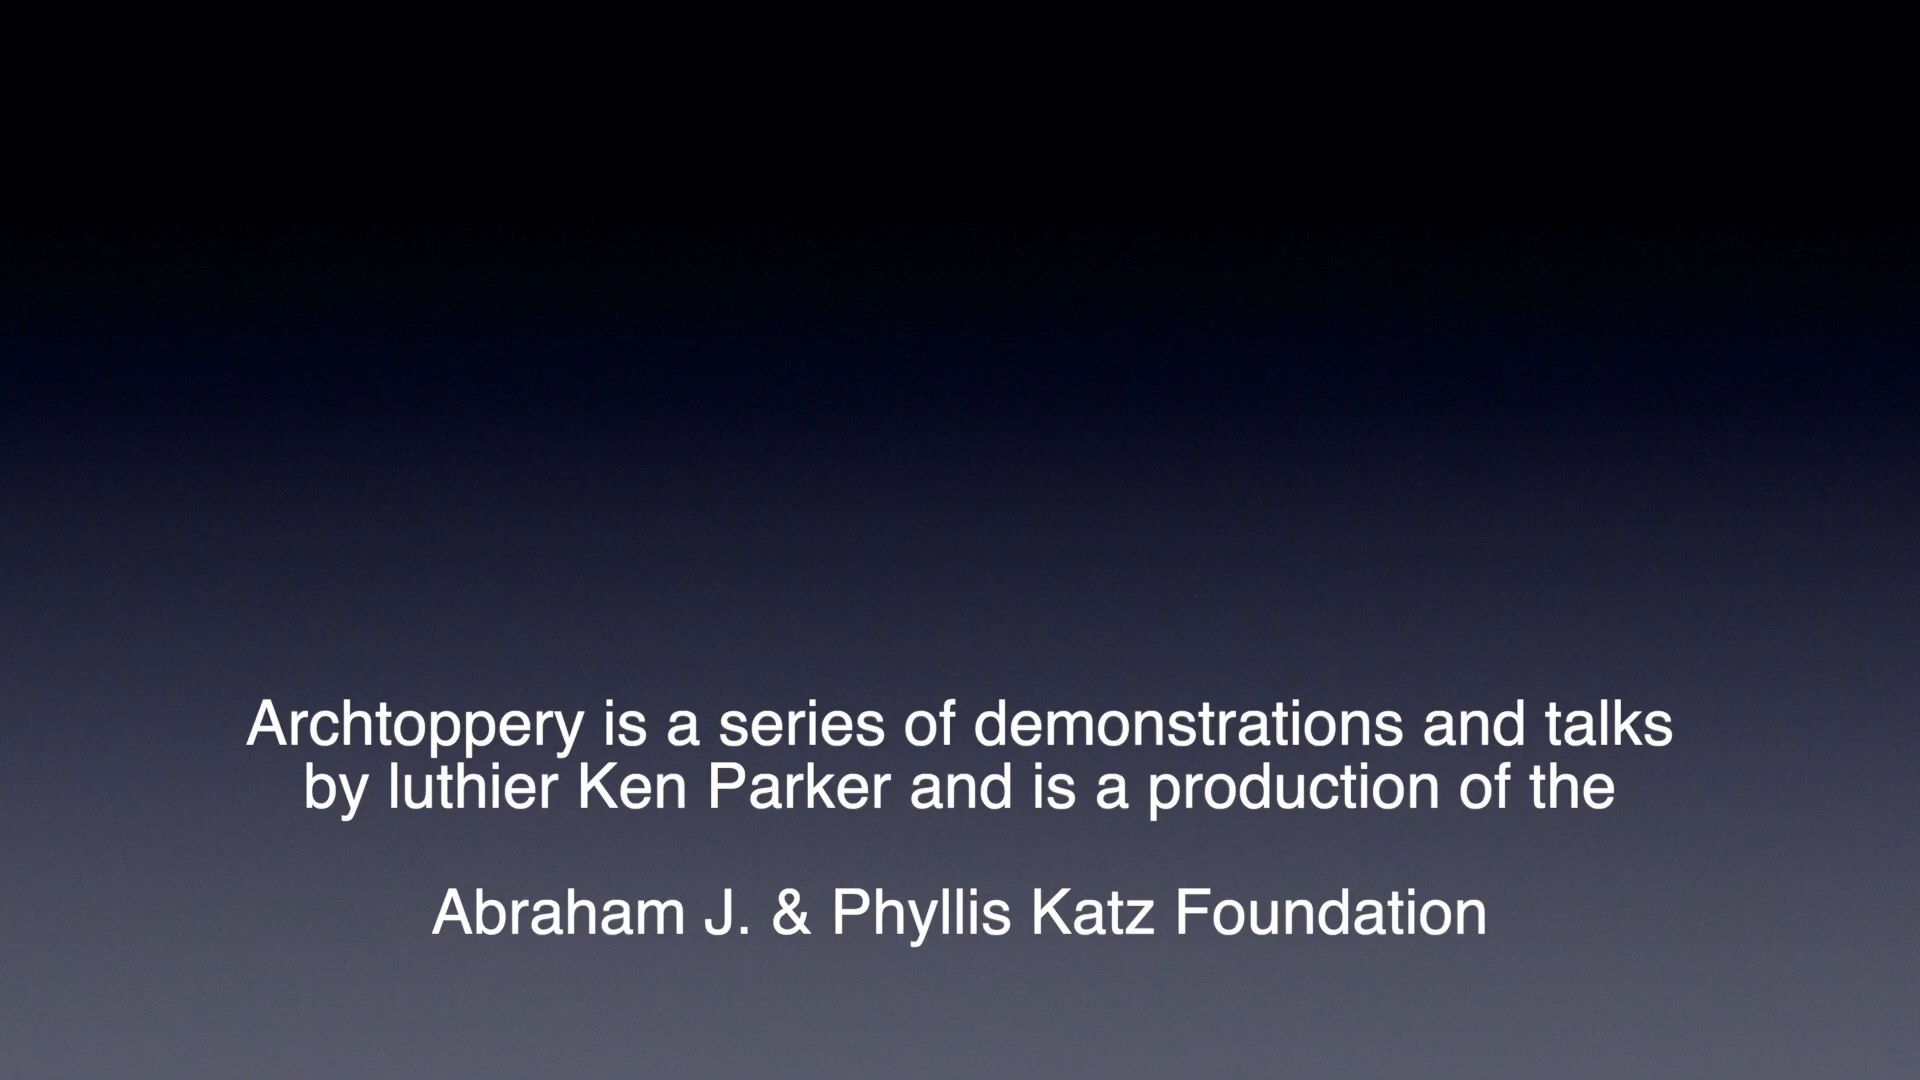 Archtoppery is a series of demonstrations and talks
by luthier Ken Parker and is a production of the
Abraham J. & Phyllis Katz Foundation